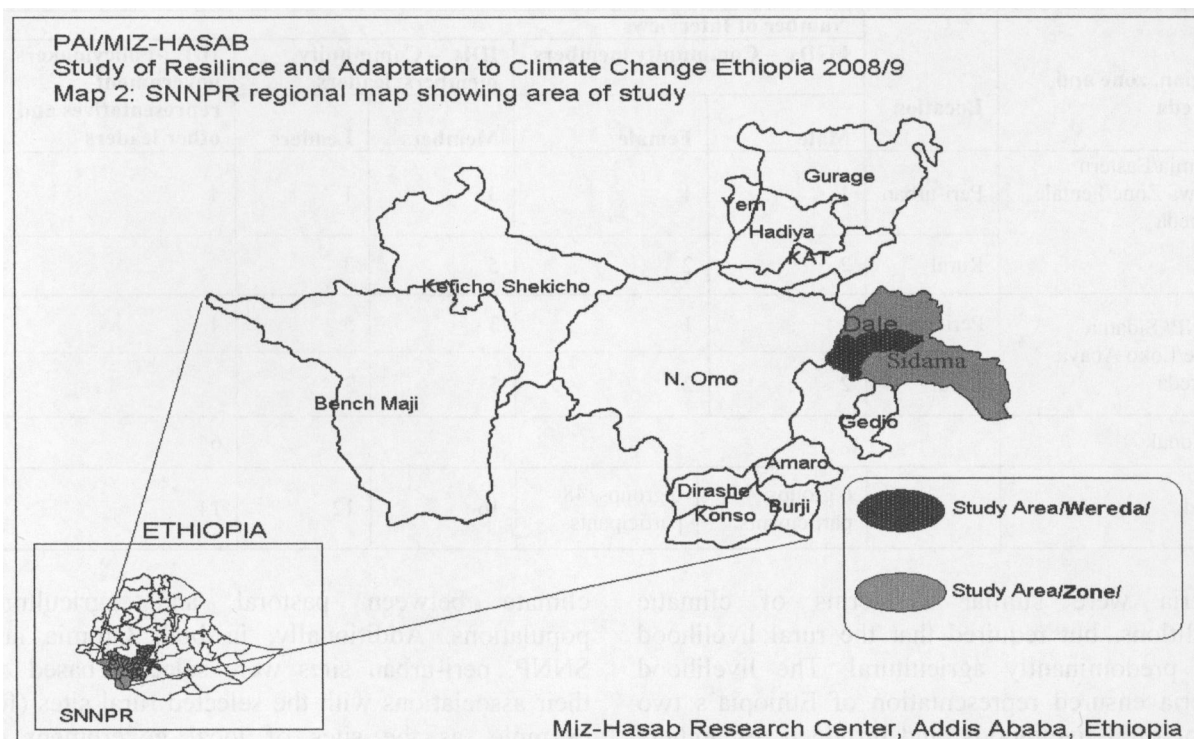 PAI/MIZ-HASAB
Study of Resilince and Adaptation to Climate Change Ethiopia 2008/9
Map 2: SNNPR regional map showing area of study
Gurage
Yem
Hadiya
KAT
Keficho Shekicho
Dale
Sidama
N. Omo
Bench Maji
Gedio
Amaro
Dirashe
Konso
Burji
Study Area/Wereda/
Study Area/Zone/
ETHIOPIA
SNNPR
Miz-Hasab Research Center, Addis Ababa, Ethiopia